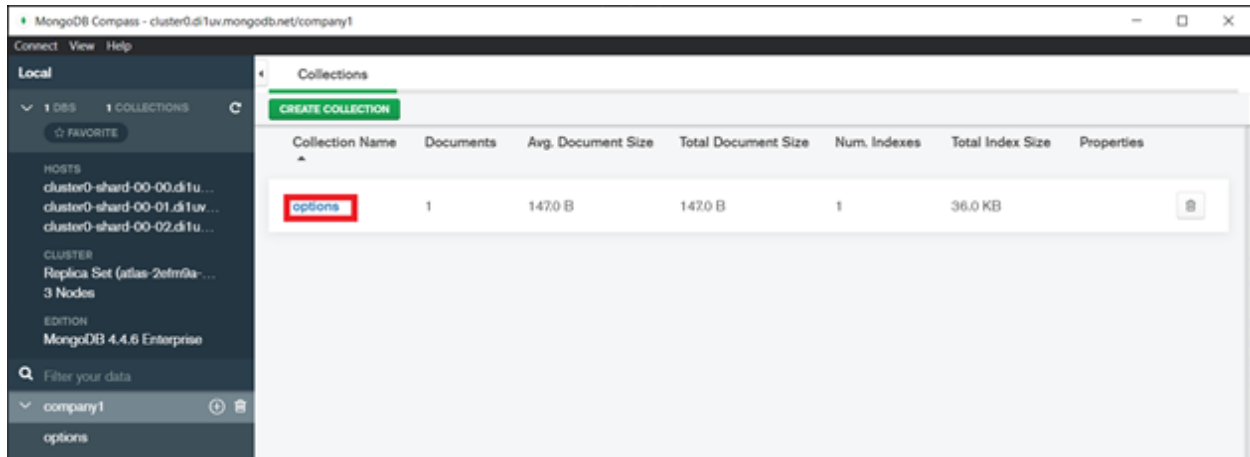 MongoDB Compass - cluster0.di1uv.mongodb.net/company1
Connect View Help
Local
1 DBS 1 COLLECTIONS
☆ FAVORITE
HOSTS
cluster0-shard-00-00.di1u...
cluster0-shard-00-01.di1uv...
cluster0-shard-00-02.di1u...
CLUSTER
Replica Set (atlas-2efm9a-...
3 Nodes
EDITION
MongoDB 4.4.6 Enterprise
Filter your data
company1
options
Collections
CREATE COLLECTION
Collection Name Documents Avg. Document Size Total Document Size Num. Indexes Total Index Size Properties
options 1 147.0 B 147.0 B 1 36.0 KB